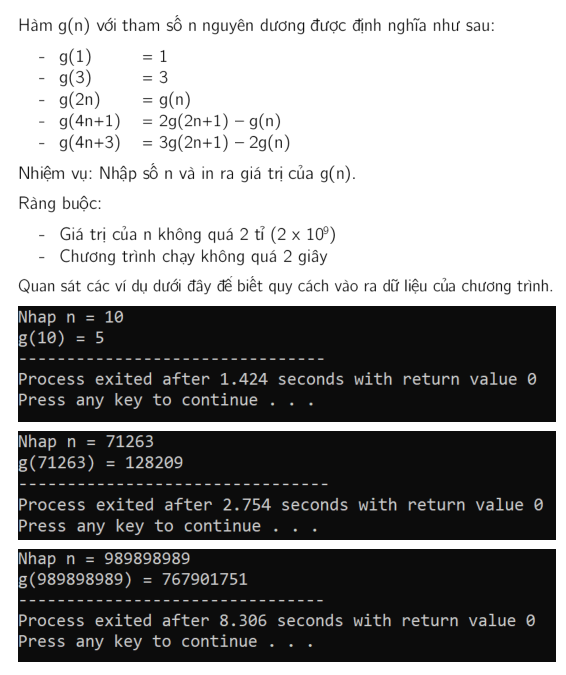 Hàm g(n) với tham số n nguyên dương được định nghĩa như sau:
- g(1) = 1
- g(3) = 3
- g(2n) = g(n)
- g(4n+1) = 2g(2n+1) – g(n)
- g(4n+3) = 3g(2n+1) – 2g(n)
Nhiệm vụ: Nhập số n và in ra giá trị của g(n).
Ràng buộc:
- Giá trị của n không quá 2 tỉ (2 x 10⁹)
- Chương trình chạy không quá 2 giây
Quan sát các ví dụ dưới đây để biết quy cách vào ra dữ liệu của chương trình.
Nhap n = 10
g(10) = 5
--------------------------------
Process exited after 1.424 seconds with return value 0
Press any key to continue . . .
Nhap n = 71263
g(71263) = 128209
--------------------------------
Process exited after 2.754 seconds with return value 0
Press any key to continue . . .
Nhap n = 989898989
g(989898989) = 767901751
--------------------------------
Process exited after 8.306 seconds with return value 0
Press any key to continue . . .